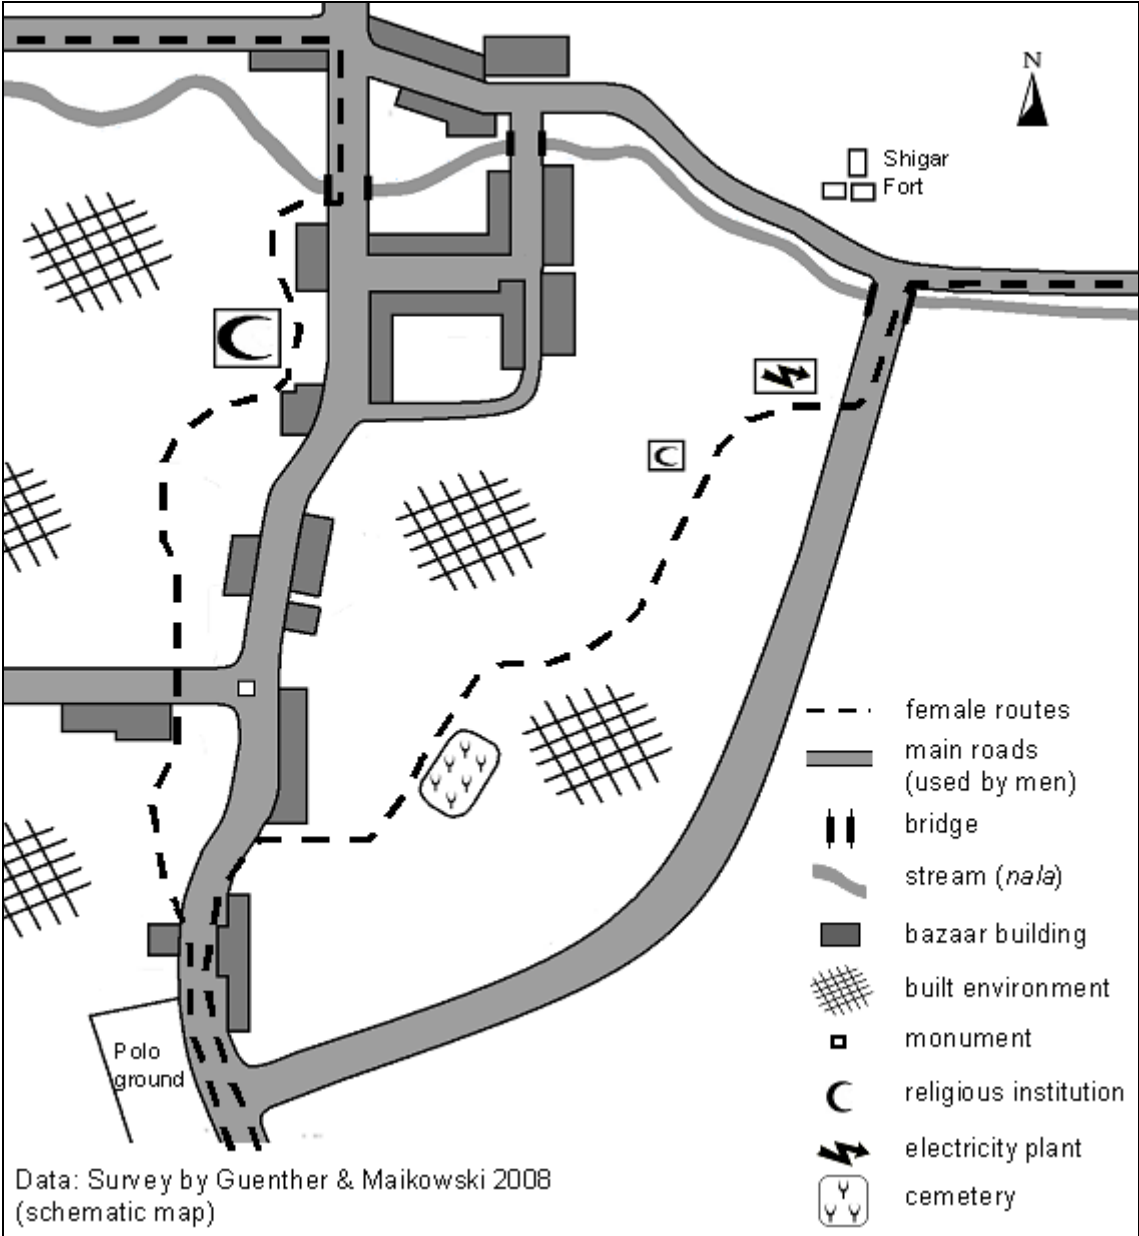 N
Shigar
Fort
female routes
main roads
(used by men)
bridge
stream (nala)
bazaar building
built environment
monument
religious institution
electricity plant
cemetery
Polo
ground
Data: Survey by Guenther & Maikowski 2008
(schematic map)